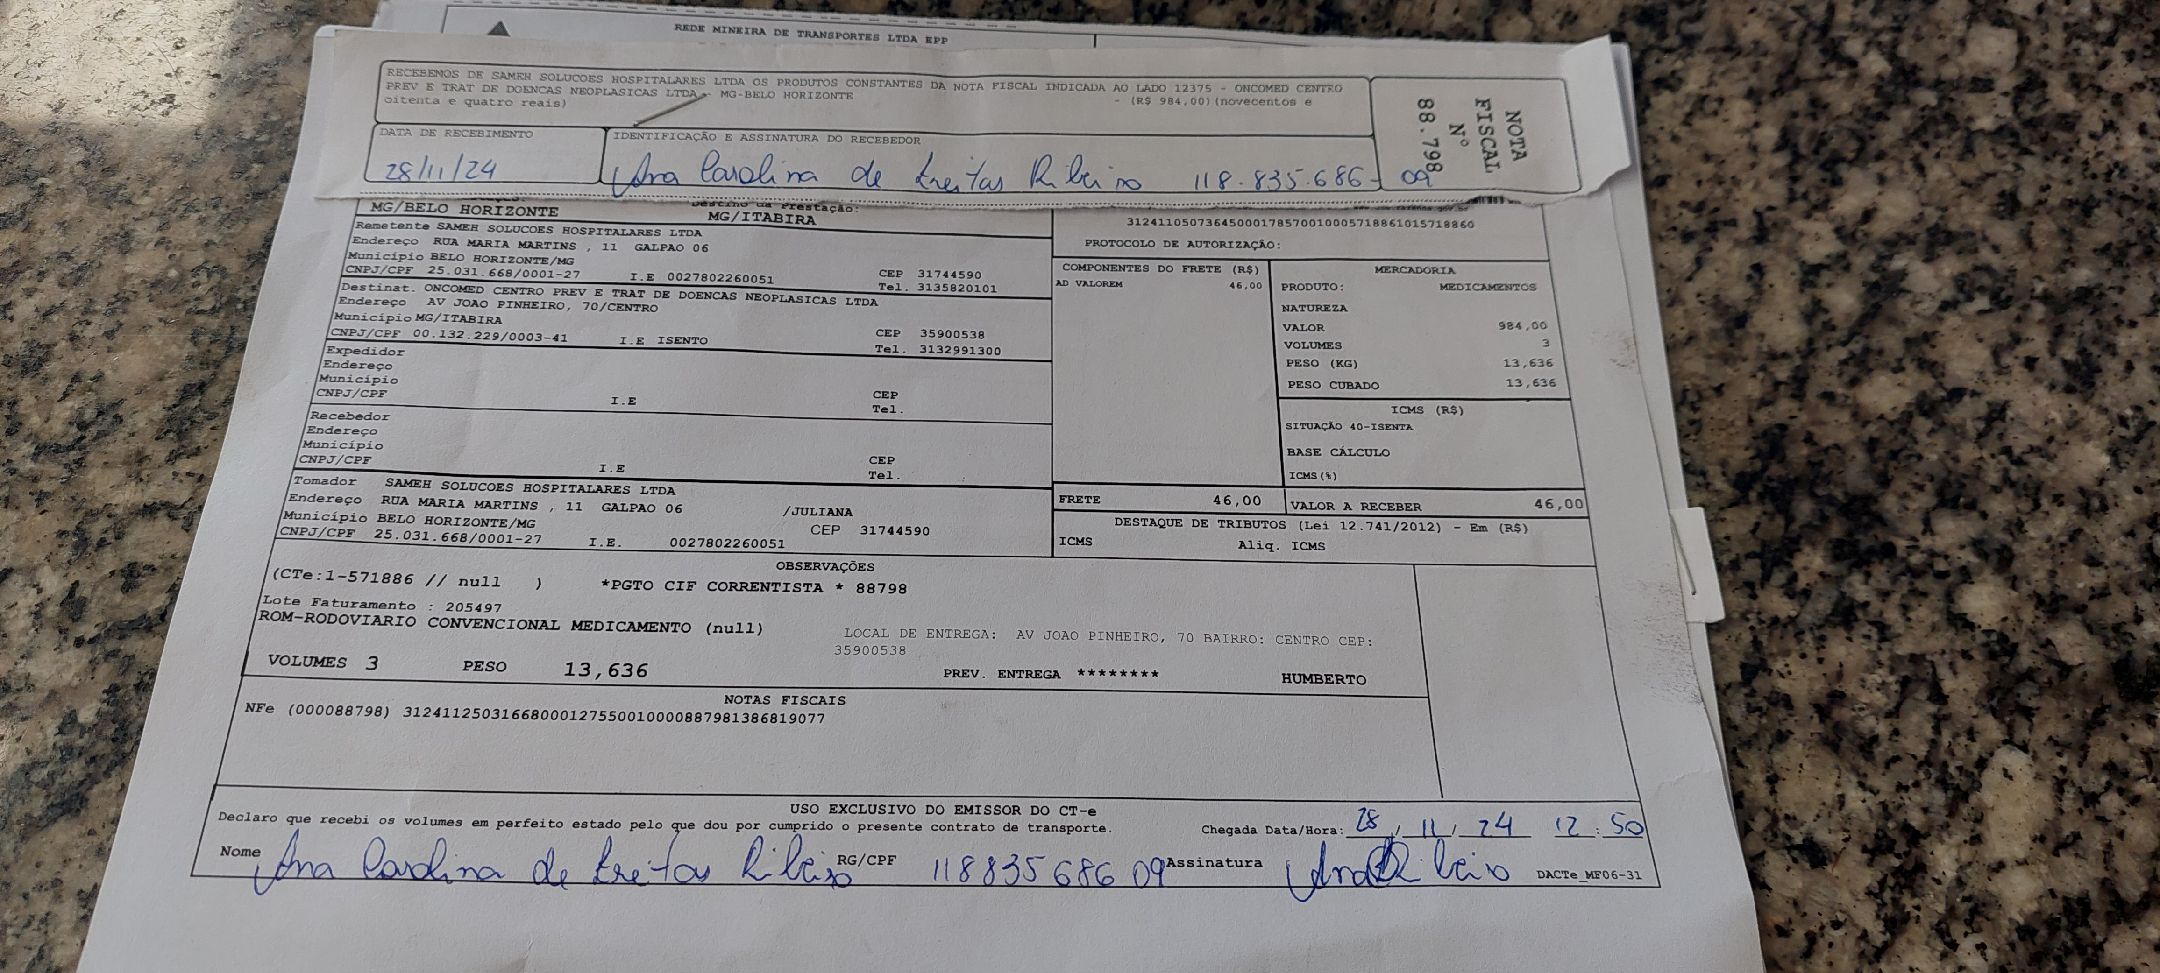 REDE MINEIRA DE TRANSPORTES LTDA EPP
RECEBEMOS DE SAMEH SOLUCOES HOSPITALARES LTDA OS PRODUTOS CONSTANTES DA NOTA FISCAL INDICADA AO LADO 12375 - ONCOMED CENTRO
PREV E TRAT DE DOENCAS NEOPLASICAS LTDA - MG-BELO HORIZONTE - (R$ 984,00) (novecentos e
oitenta e quatro reais)
NOTA
FISCAL
Nº
88.798
DATA DE RECEBIMENTO
28/11/24
IDENTIFICAÇÃO E ASSINATURA DO RECEBEDOR
Ana Carolina de Freitas Ribeiro 118.835.686-09
MG/BELO HORIZONTE
Destino da Prestação:
MG/ITABIRA
Remetente SAMEH SOLUCOES HOSPITALARES LTDA
Endereço RUA MARIA MARTINS , 11 GALPAO 06
Município BELO HORIZONTE/MG CEP 31744590
CNPJ/CPF 25.031.668/0001-27 I.E 0027802260051 Tel. 3135820101
Destinat. ONCOMED CENTRO PREV E TRAT DE DOENCAS NEOPLASICAS LTDA
Endereço AV JOAO PINHEIRO, 70/CENTRO
Município MG/ITABIRA CEP 35900538
CNPJ/CPF 00.132.229/0003-41 I.E ISENTO Tel. 3132991300
Expedidor
Endereço
Município CEP
CNPJ/CPF I.E Tel.
Recebedor
Endereço
Município CEP
CNPJ/CPF I.E Tel.
Tomador SAMEH SOLUCOES HOSPITALARES LTDA
Endereço RUA MARIA MARTINS , 11 GALPAO 06 /JULIANA
Município BELO HORIZONTE/MG CEP 31744590
CNPJ/CPF 25.031.668/0001-27 I.E. 0027802260051
31241105073645000178570010005718861015718860
PROTOCOLO DE AUTORIZAÇÃO:
COMPONENTES DO FRETE (R$)
AD VALOREM 46,00
MERCADORIA
PRODUTO: MEDICAMENTOS
NATUREZA
VALOR 984,00
VOLUMES 3
PESO (KG) 13,636
PESO CUBADO 13,636
ICMS (R$)
SITUAÇÃO 40-ISENTA
BASE CÁLCULO
ICMS(%)
FRETE 46,00
VALOR A RECEBER 46,00
DESTAQUE DE TRIBUTOS (Lei 12.741/2012) - Em (R$)
ICMS Aliq. ICMS
OBSERVAÇÕES
(CTe:1-571886 // null ) *PGTO CIF CORRENTISTA * 88798
Lote Faturamento : 205497
ROM-RODOVIARIO CONVENCIONAL MEDICAMENTO (null)
LOCAL DE ENTREGA: AV JOAO PINHEIRO, 70 BAIRRO: CENTRO CEP:
35900538
VOLUMES 3 PESO 13,636 PREV. ENTREGA ******** HUMBERTO
NOTAS FISCAIS
NFe (000088798) 31241125031668000127550010000887981386819077
USO EXCLUSIVO DO EMISSOR DO CT-e
Declaro que recebi os volumes em perfeito estado pelo que dou por cumprido o presente contrato de transporte. Chegada Data/Hora: 28 / 11 / 24 12 : 50
Nome Ana Carolina de Freitas Ribeiro RG/CPF 118835686 09 Assinatura Ana Ribeiro DACTe_MF06-31